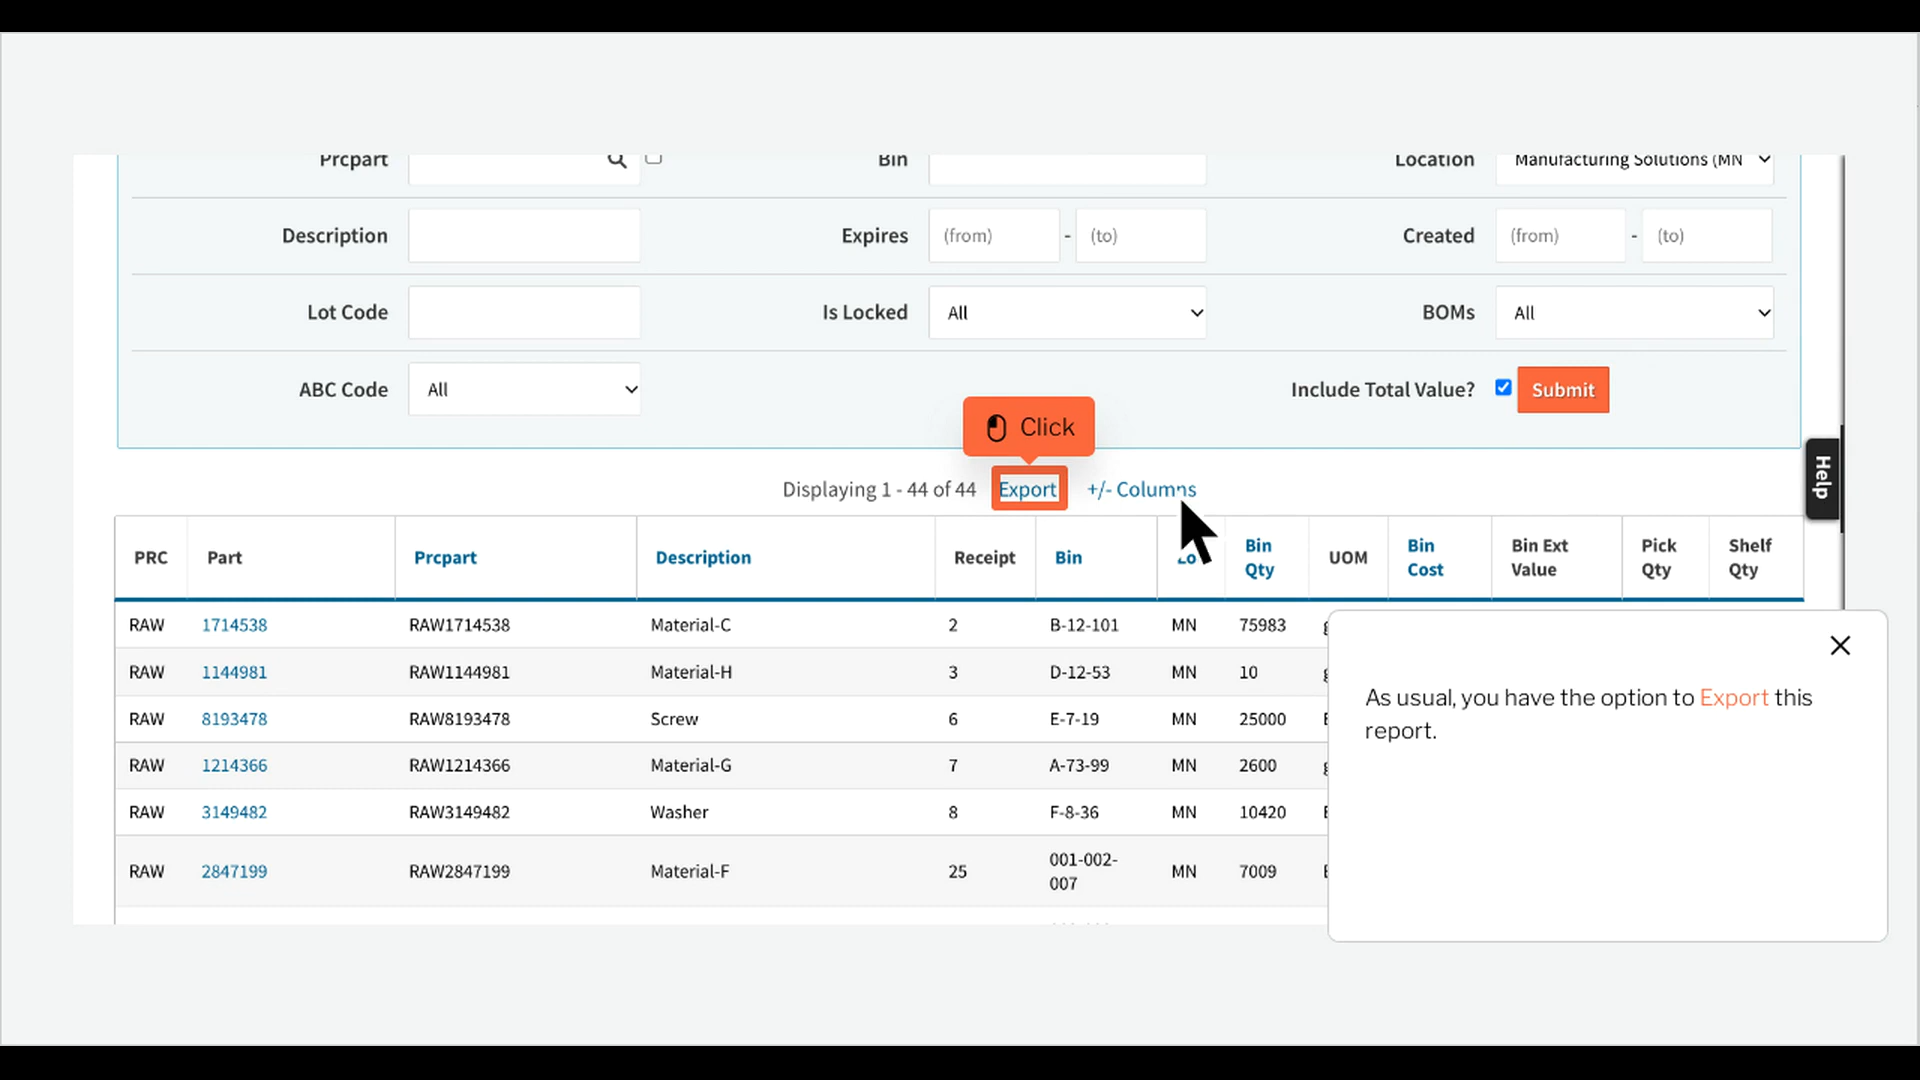 Prcpart Bin Location Manufacturing Solutions (MN
Description Expires (from) - (to) Created (from) - (to)
Lot Code Is Locked All BOMs All
ABC Code All Include Total Value? Submit
Click
Displaying 1 - 44 of 44 Export +/- Columns
Help
PRC Part Prcpart Description Receipt Bin Bin Qty UOM Bin Cost Bin Ext Value Pick Qty Shelf Qty
RAW 1714538 RAW1714538 Material-C 2 B-12-101 MN 75983
RAW 1144981 RAW1144981 Material-H 3 D-12-53 MN 10
RAW 8193478 RAW8193478 Screw 6 E-7-19 MN 25000
RAW 1214366 RAW1214366 Material-G 7 A-73-99 MN 2600
RAW 3149482 RAW3149482 Washer 8 F-8-36 MN 10420
RAW 2847199 RAW2847199 Material-F 25 001-002-007 MN 7009
As usual, you have the option to Export this
report.